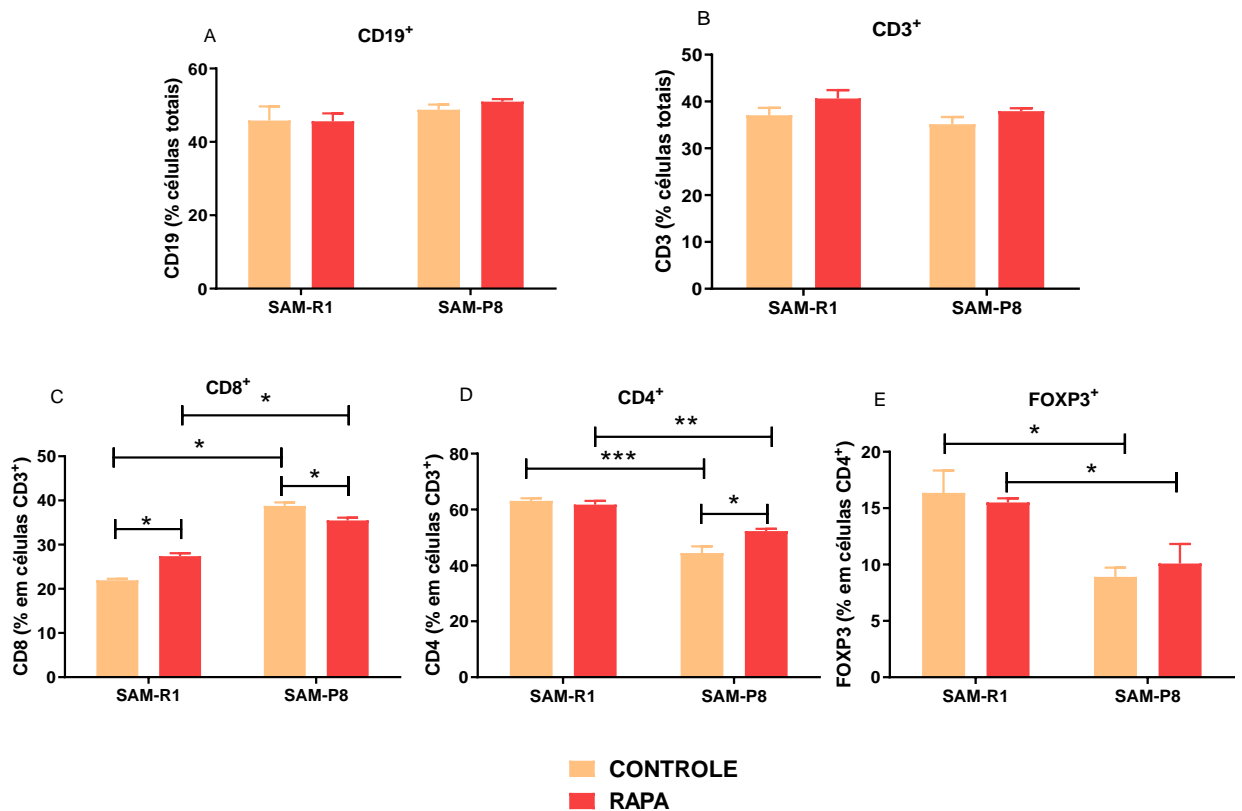 A
CD19+
CD19 (% células totais)
60
40
20
0
SAM-R1
SAM-P8
B
CD3+
CD3 (% células totais)
50
40
30
20
10
0
SAM-R1
SAM-P8
C
CD8+
*
*
*
*
CD8 (% em células CD3+)
50
40
30
20
10
0
SAM-R1
SAM-P8
D
CD4+
**
***
*
CD4 (% em células CD3+)
80
60
40
20
0
SAM-R1
SAM-P8
E
FOXP3+
*
*
FOXP3 (% em células CD4+)
20
15
10
5
0
SAM-R1
SAM-P8
CONTROLE
RAPA